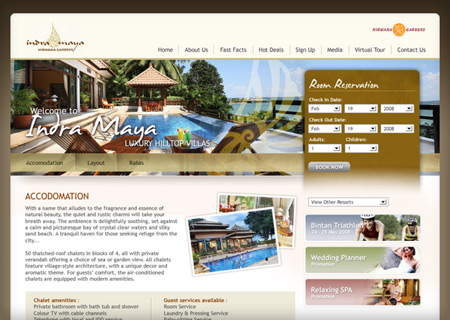 indra maya
NIRWANA GARDENS
NIRWANA GARDENS
Home
About Us
Fast Facts
Hot Deals
Sign Up
Media
Virtual Tour
Contact Us
Welcome to
Indra Maya
LUXURY HILLTOP VILLAS
Accomodation
Layout
Rates
Room Reservation
Check In Date:
Feb 19 2008
Check Out Date:
Feb 19 2008
Adults: Children:
1 1
BOOK NOW
View Other Resorts
ACCODOMATION
With a name that alludes to the fragrance and essence of
natural beauty, the quiet and rustic charms will take your
breath away. The ambience is delightfully soothing, set against
a calm and picturesque bay of crystal clear waters and silky
sand beach. A tranquil haven for those seeking refuge from the
city...
50 thatched roof chalets in blocks of 4, all with private
verandah offering a choice of sea or garden view. All chalets
feature village-style architecture, with a unique decor and
aromatic theme. For guests' comfort, the air-conditioned
chalets are equipped with modern amenities.
Chalet amenities :
Private bathroom with bath tub and shower
Colour TV with cable channels
Guest services available :
Room Service
Laundry & Pressing Service
Bintan Triathlon
2008
Wedding Planner
Promotion
Relaxing SPA
Promotion